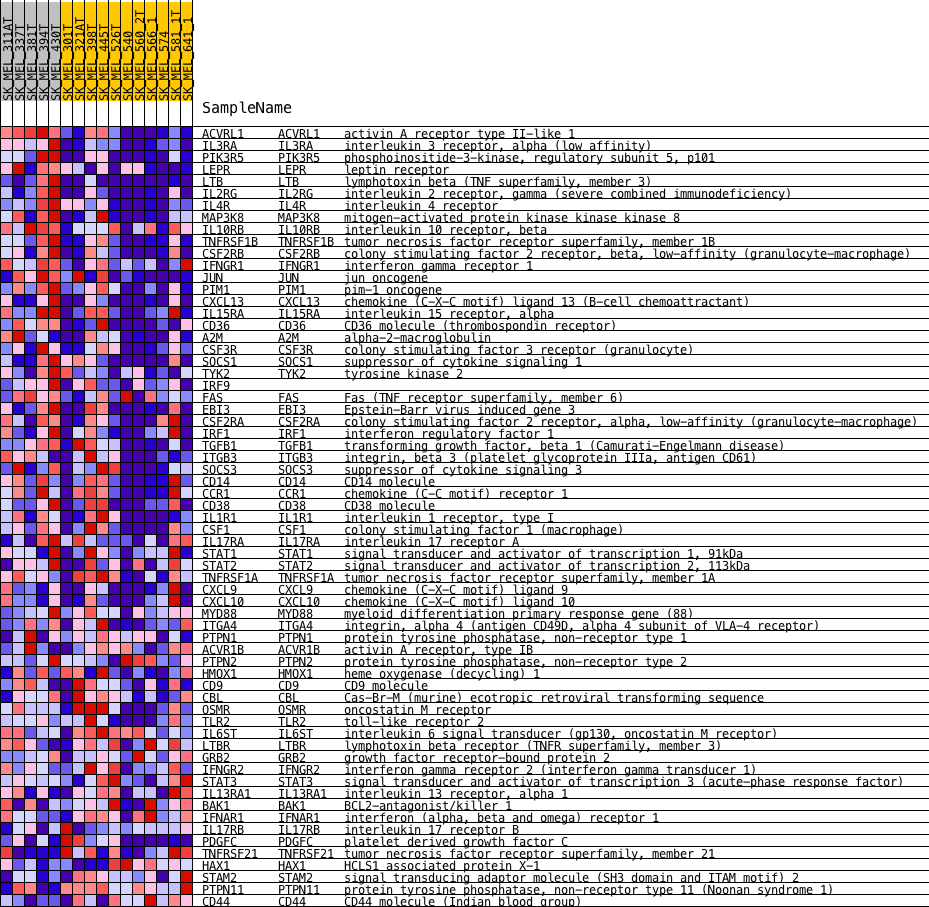 SK_MEL_311AT
SK_MEL_337T
SK_MEL_381T
SK_MEL_394T
SK_MEL_430T
SK_MEL_301T
SK_MEL_321AT
SK_MEL_398T
SK_MEL_445T
SK_MEL_526T
SK_MEL_540
SK_MEL_560_2T
SK_MEL_566_1
SK_MEL_574
SK_MEL_581_1T
SK_MEL_641_1
SampleName
ACVRL1 ACVRL1 activin A receptor type II-like 1
IL3RA IL3RA interleukin 3 receptor, alpha (low affinity)
PIK3R5 PIK3R5 phosphoinositide-3-kinase, regulatory subunit 5, p101
LEPR LEPR leptin receptor
LTB LTB lymphotoxin beta (TNF superfamily, member 3)
IL2RG IL2RG interleukin 2 receptor, gamma (severe combined immunodeficiency)
IL4R IL4R interleukin 4 receptor
MAP3K8 MAP3K8 mitogen-activated protein kinase kinase kinase 8
IL10RB IL10RB interleukin 10 receptor, beta
TNFRSF1B TNFRSF1B tumor necrosis factor receptor superfamily, member 1B
CSF2RB CSF2RB colony stimulating factor 2 receptor, beta, low-affinity (granulocyte-macrophage)
IFNGR1 IFNGR1 interferon gamma receptor 1
JUN JUN jun oncogene
PIM1 PIM1 pim-1 oncogene
CXCL13 CXCL13 chemokine (C-X-C motif) ligand 13 (B-cell chemoattractant)
IL15RA IL15RA interleukin 15 receptor, alpha
CD36 CD36 CD36 molecule (thrombospondin receptor)
A2M A2M alpha-2-macroglobulin
CSF3R CSF3R colony stimulating factor 3 receptor (granulocyte)
SOCS1 SOCS1 suppressor of cytokine signaling 1
TYK2 TYK2 tyrosine kinase 2
IRF9
FAS FAS Fas (TNF receptor superfamily, member 6)
EBI3 EBI3 Epstein-Barr virus induced gene 3
CSF2RA CSF2RA colony stimulating factor 2 receptor, alpha, low-affinity (granulocyte-macrophage)
IRF1 IRF1 interferon regulatory factor 1
TGFB1 TGFB1 transforming growth factor, beta 1 (Camurati-Engelmann disease)
ITGB3 ITGB3 integrin, beta 3 (platelet glycoprotein IIIa, antigen CD61)
SOCS3 SOCS3 suppressor of cytokine signaling 3
CD14 CD14 CD14 molecule
CCR1 CCR1 chemokine (C-C motif) receptor 1
CD38 CD38 CD38 molecule
IL1R1 IL1R1 interleukin 1 receptor, type I
CSF1 CSF1 colony stimulating factor 1 (macrophage)
IL17RA IL17RA interleukin 17 receptor A
STAT1 STAT1 signal transducer and activator of transcription 1, 91kDa
STAT2 STAT2 signal transducer and activator of transcription 2, 113kDa
TNFRSF1A TNFRSF1A tumor necrosis factor receptor superfamily, member 1A
CXCL9 CXCL9 chemokine (C-X-C motif) ligand 9
CXCL10 CXCL10 chemokine (C-X-C motif) ligand 10
MYD88 MYD88 myeloid differentiation primary response gene (88)
ITGA4 ITGA4 integrin, alpha 4 (antigen CD49D, alpha 4 subunit of VLA-4 receptor)
PTPN1 PTPN1 protein tyrosine phosphatase, non-receptor type 1
ACVR1B ACVR1B activin A receptor, type IB
PTPN2 PTPN2 protein tyrosine phosphatase, non-receptor type 2
HMOX1 HMOX1 heme oxygenase (decycling) 1
CD9 CD9 CD9 molecule
CBL CBL Cas-Br-M (murine) ecotropic retroviral transforming sequence
OSMR OSMR oncostatin M receptor
TLR2 TLR2 toll-like receptor 2
IL6ST IL6ST interleukin 6 signal transducer (gp130, oncostatin M receptor)
LTBR LTBR lymphotoxin beta receptor (TNFR superfamily, member 3)
GRB2 GRB2 growth factor receptor-bound protein 2
IFNGR2 IFNGR2 interferon gamma receptor 2 (interferon gamma transducer 1)
STAT3 STAT3 signal transducer and activator of transcription 3 (acute-phase response factor)
IL13RA1 IL13RA1 interleukin 13 receptor, alpha 1
BAK1 BAK1 BCL2-antagonist/killer 1
IFNAR1 IFNAR1 interferon (alpha, beta and omega) receptor 1
IL17RB IL17RB interleukin 17 receptor B
PDGFC PDGFC platelet derived growth factor C
TNFRSF21 TNFRSF21 tumor necrosis factor receptor superfamily, member 21
HAX1 HAX1 HCLS1 associated protein X-1
STAM2 STAM2 signal transducing adaptor molecule (SH3 domain and ITAM motif) 2
PTPN11 PTPN11 protein tyrosine phosphatase, non-receptor type 11 (Noonan syndrome 1)
CD44 CD44 CD44 molecule (Indian blood group)